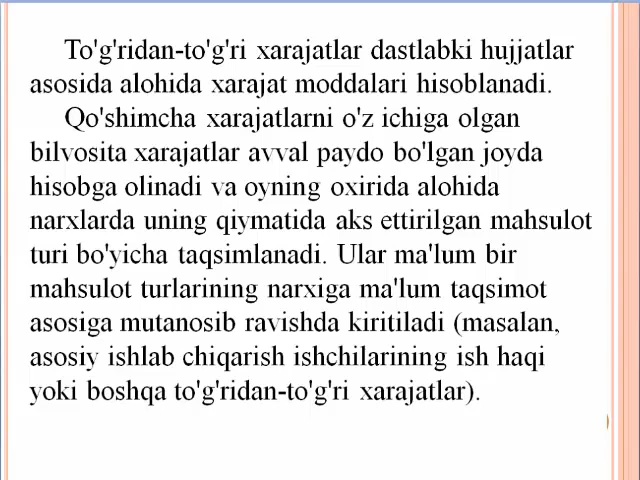 To'g'ridan-to'g'ri xarajatlar dastlabki hujjatlar
asosida alohida xarajat moddalari hisoblanadi.
Qo'shimcha xarajatlarni o'z ichiga olgan
bilvosita xarajatlar avval paydo bo'lgan joyda
hisobga olinadi va oyning oxirida alohida
narxlarda uning qiymatida aks ettirilgan mahsulot
turi bo'yicha taqsimlanadi. Ular ma'lum bir
mahsulot turlarining narxiga ma'lum taqsimot
asosiga mutanosib ravishda kiritiladi (masalan,
asosiy ishlab chiqarish ishchilarining ish haqi
yoki boshqa to'g'ridan-to'g'ri xarajatlar).